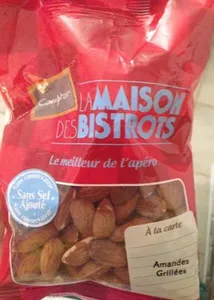 LA MAISON
DES BISTROTS
Le meilleur de l'apéro
Sans Sel
Ajouté
À la carte
Amandes
Grillées